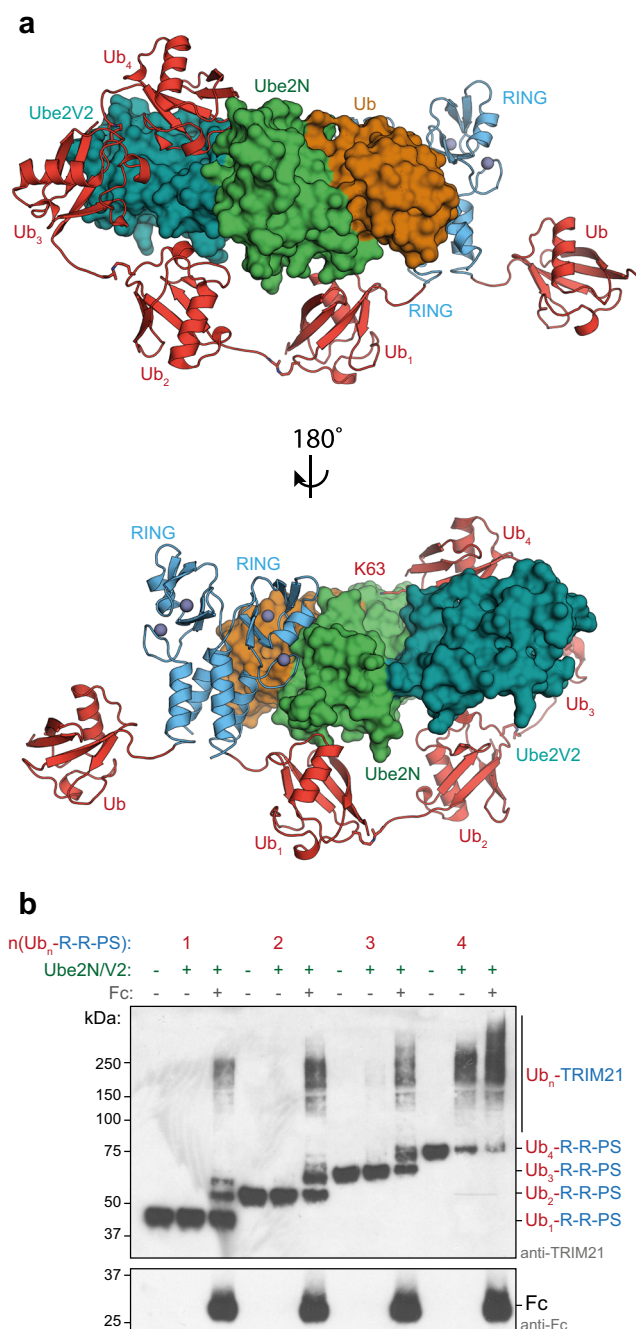 a
Ub4
Ube2N
Ub
RING
Ube2V2
Ub3
Ub
RING
Ub2
Ub1
180°
RING
RING
K63
Ub4
Ub3
Ube2V2
Ube2N
Ub
Ub1
Ub2
b
n(Ubn-R-R-PS): 1 2 3 4
Ube2N/V2: - + + - + + - + + - + +
Fc: - - + - - + - - + - - +
kDa:
250
150
100
75
50
37
Ubn-TRIM21
Ub4-R-R-PS
Ub3-R-R-PS
Ub2-R-R-PS
Ub1-R-R-PS
anti-TRIM21
37
25
Fc
anti-Fc